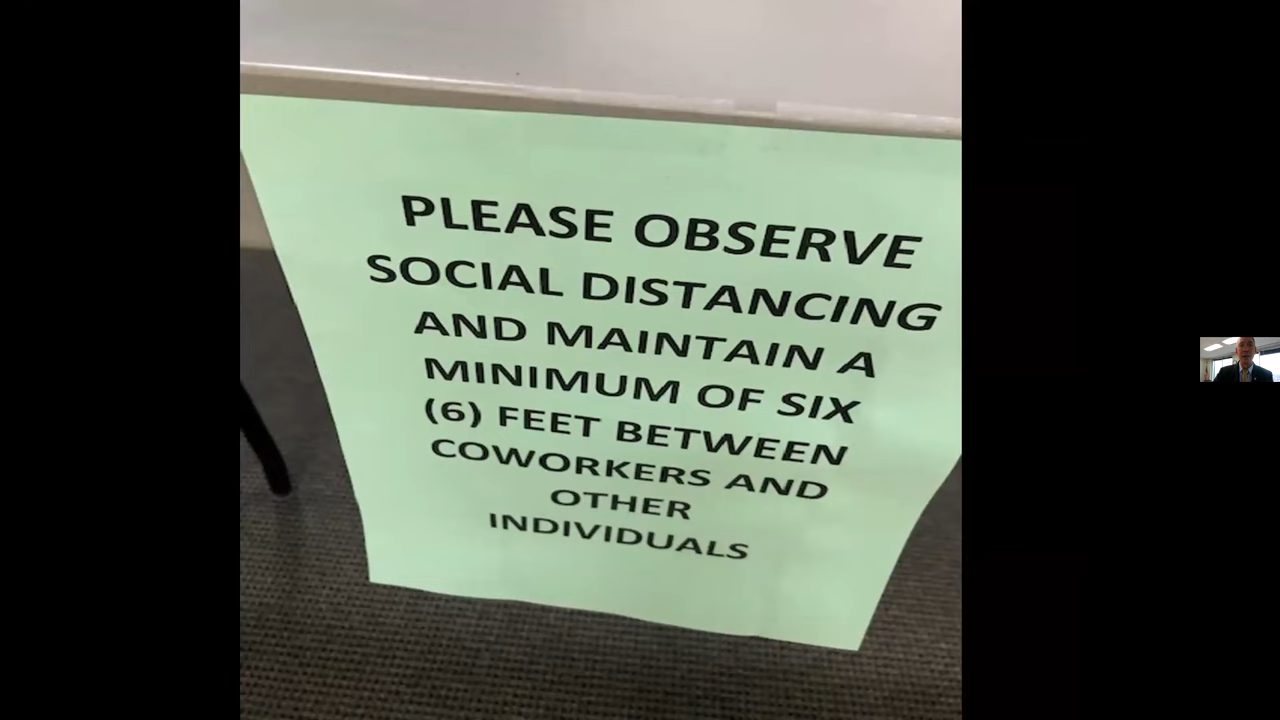 PLEASE OBSERVE
SOCIAL DISTANCING
AND MAINTAIN A
MINIMUM OF SIX
(6) FEET BETWEEN
COWORKERS AND
OTHER
INDIVIDUALS